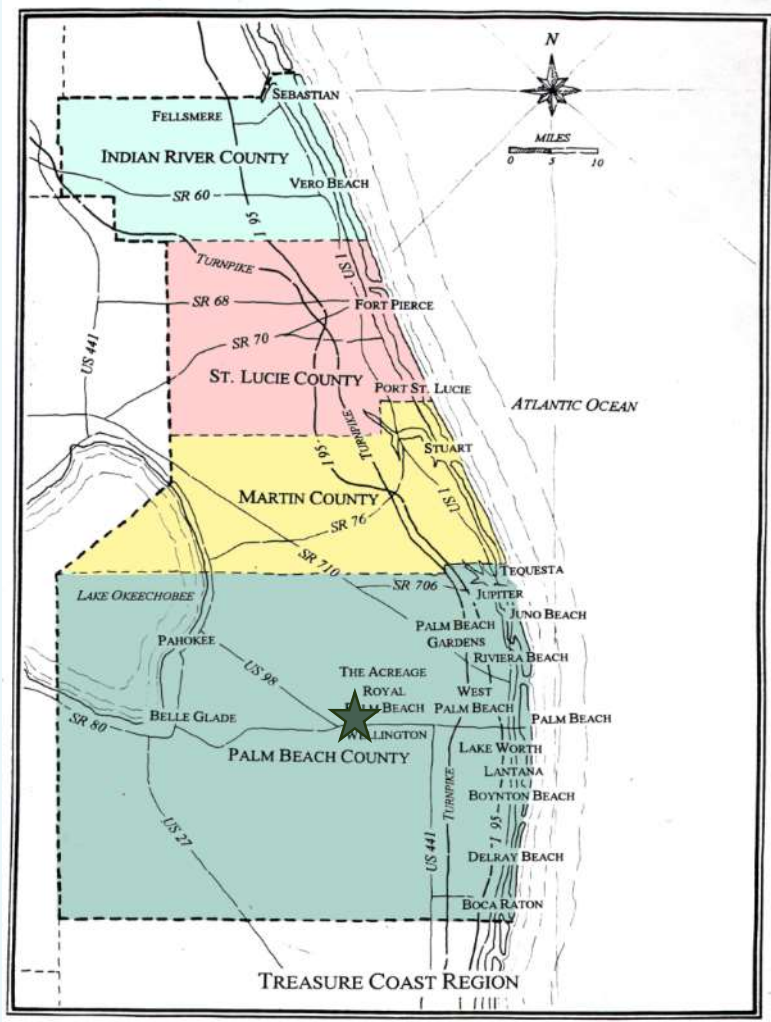 N
MILES
0 5 10
SEBASTIAN
FELLSMERE
INDIAN RIVER COUNTY
VERO BEACH
SR 60
I 95
US 1
TURNPIKE
SR 68
FORT PIERCE
US 441
SR 70
ST. LUCIE COUNTY
PORT ST. LUCIE
ATLANTIC OCEAN
TURNPIKE
I 95
STUART
MARTIN COUNTY
US 1
SR 76
SR 710
TEQUESTA
SR 706
LAKE OKEECHOBEE
JUPITER
JUNO BEACH
PALM BEACH
GARDENS
PAHOKEE
RIVIERA BEACH
US 98
THE ACREAGE
ROYAL
BEACH
WEST
PALM BEACH
PALM BEACH
BELLE GLADE
SR 80
LLINGTON
LAKE WORTH
PALM BEACH COUNTY
LANTANA
TURNPIKE
BOYNTON BEACH
I 95
US 27
US 441
DELRAY BEACH
BOCA RATON
TREASURE COAST REGION